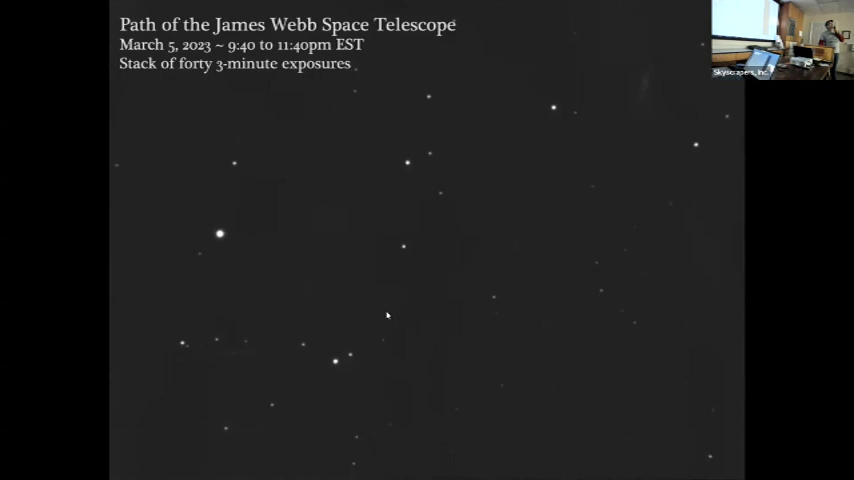 Path of the James Webb Space Telescope
March 5, 2023 ~ 9:40 to 11:40pm EST
Stack of forty 3-minute exposures
Skyscrapers, Inc.